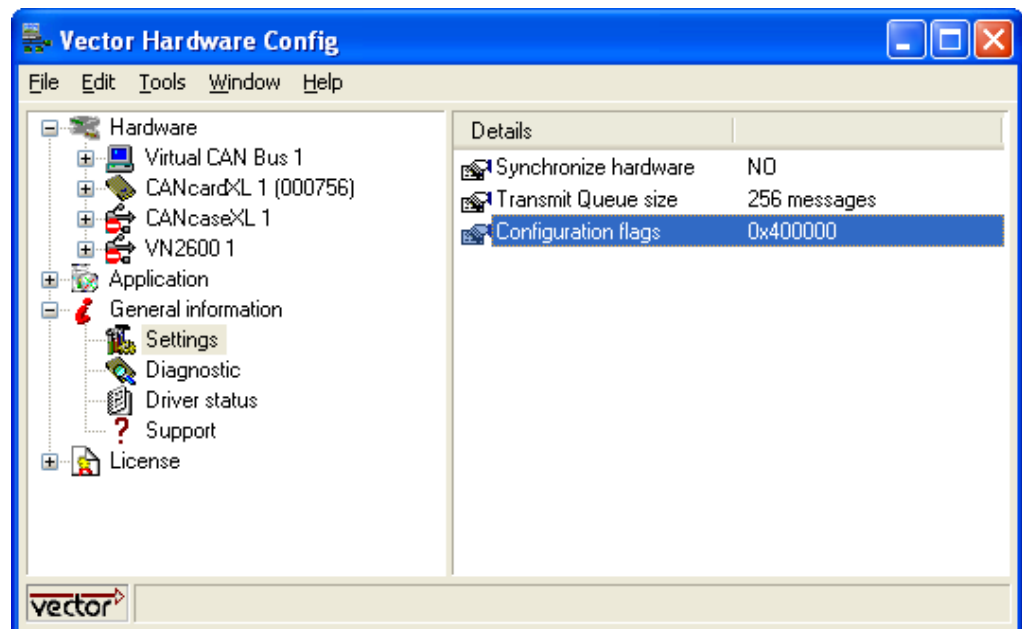 Vector Hardware Config
File Edit Tools Window Help
Hardware
Virtual CAN Bus 1
CANcardXL 1 (000756)
CANcaseXL 1
VN2600 1
Application
General information
Settings
Diagnostic
Driver status
Support
License
Details
Synchronize hardware NO
Transmit Queue size 256 messages
Configuration flags 0x400000
vector